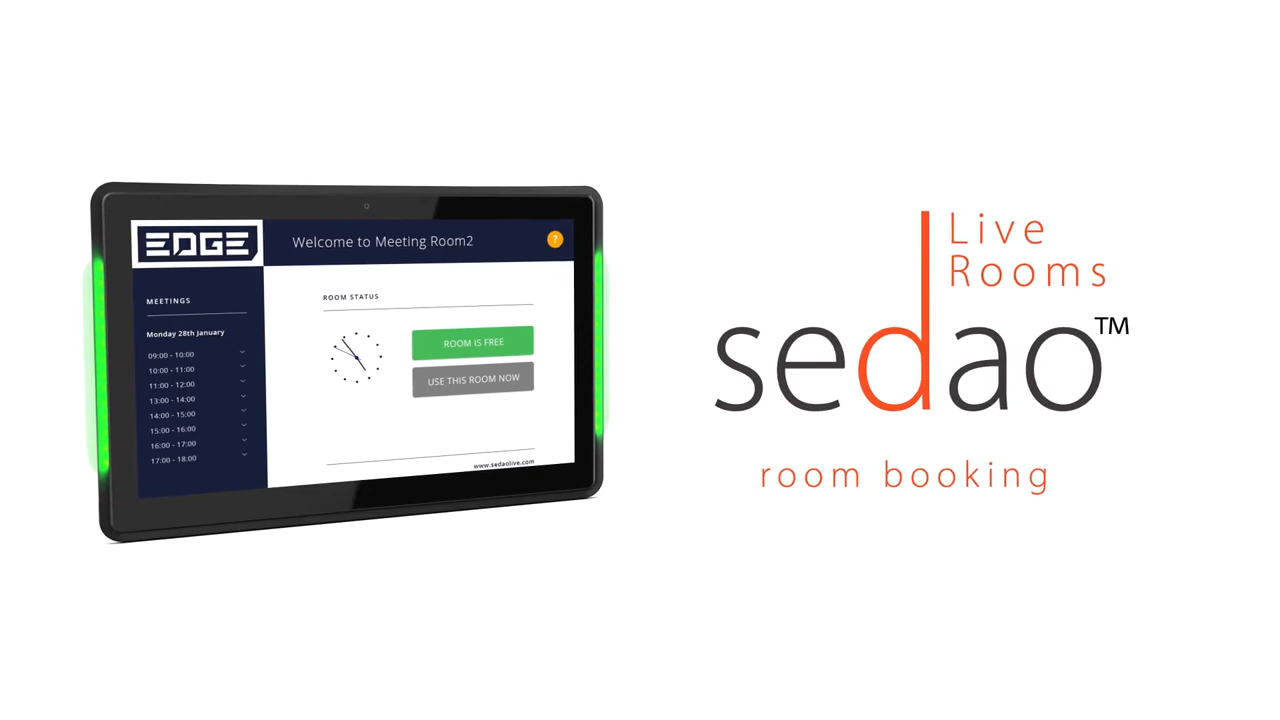 EDGE
Welcome to Meeting Room2
?
MEETINGS
Monday 28th January
09:00 - 10:00
10:00 - 11:00
11:00 - 12:00
13:00 - 14:00
14:00 - 15:00
15:00 - 16:00
16:00 - 17:00
17:00 - 18:00
ROOM STATUS
ROOM IS FREE
USE THIS ROOM NOW
www.sedaolive.com
Live
Rooms
sedao™
room booking